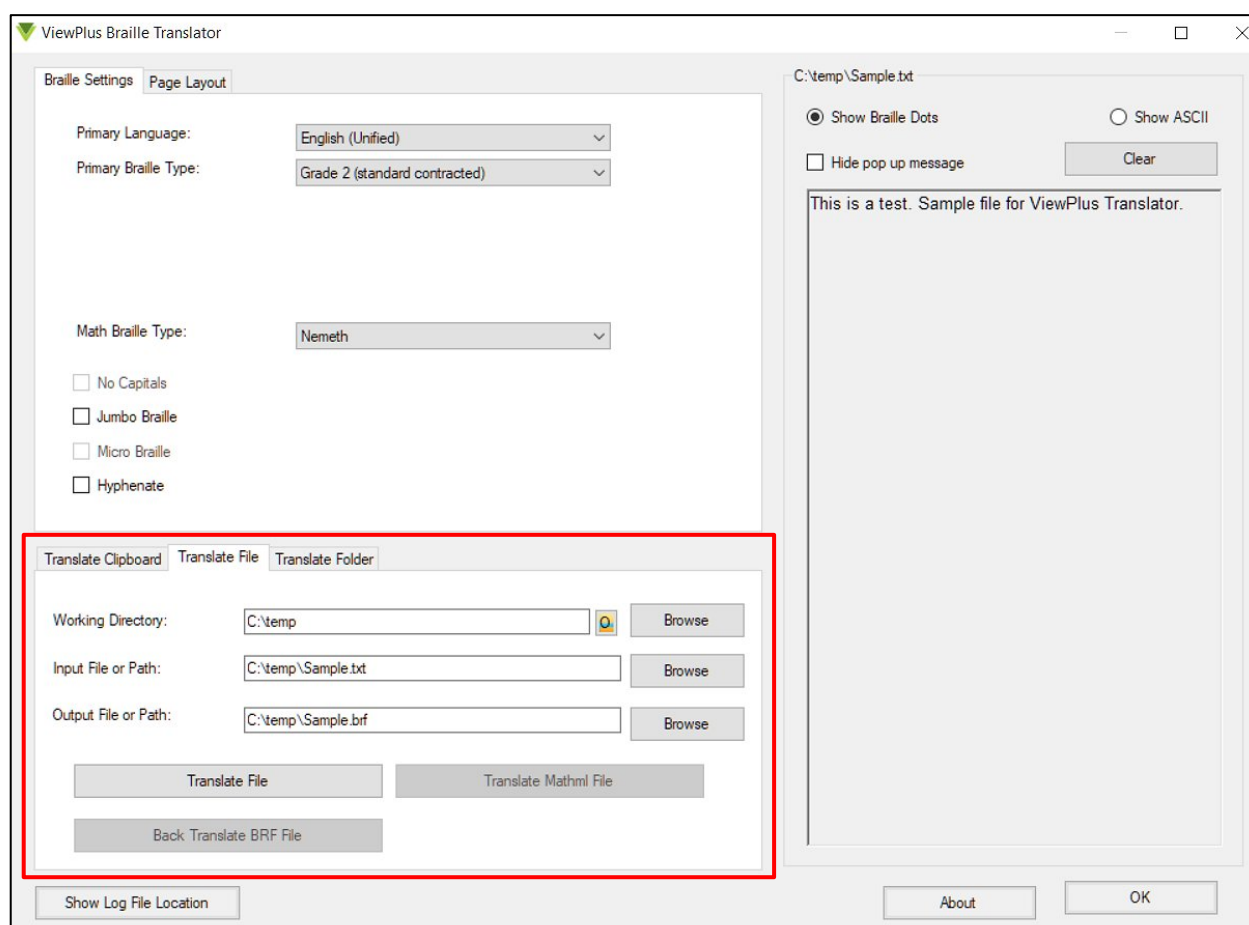 ViewPlus Braille Translator
Braille Settings
Page Layout
Primary Language:
English (Unified)
Primary Braille Type:
Grade 2 (standard contracted)
Math Braille Type:
Nemeth
No Capitals
Jumbo Braille
Micro Braille
Hyphenate
Translate Clipboard
Translate File
Translate Folder
Working Directory:
C:\temp
Browse
Input File or Path:
C:\temp\Sample.txt
Browse
Output File or Path:
C:\temp\Sample.brf
Browse
Translate File
Translate Mathml File
Back Translate BRF File
Show Log File Location
C:\temp\Sample.txt
Show Braille Dots
Show ASCII
Hide pop up message
Clear
This is a test. Sample file for ViewPlus Translator.
About
OK